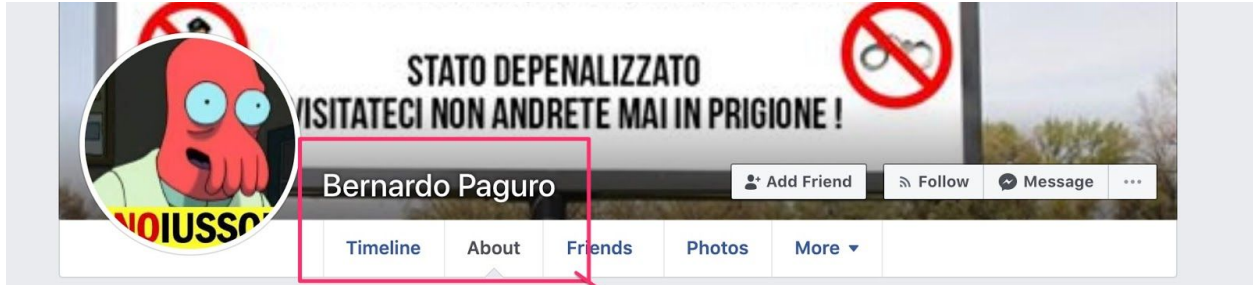 STATO DEPENALIZZATO
VISITATECI NON ANDRETE MAI IN PRIGIONE !
Bernardo Paguro
Add Friend
Follow
Message
NOIUSSO
Timeline
About
Friends
Photos
More